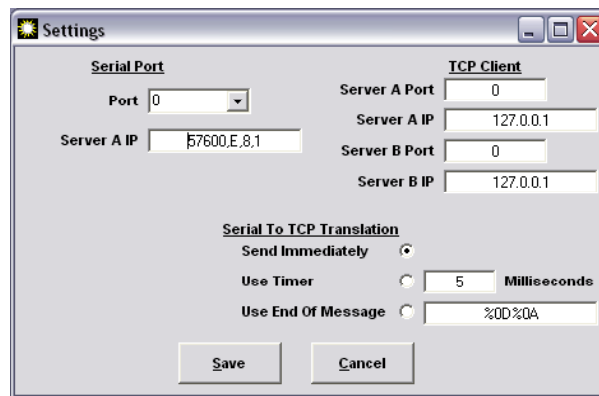 Settings
Serial Port
Port 0
Server A IP 57600,E,8,1
TCP Client
Server A Port 0
Server A IP 127.0.0.1
Server B Port 0
Server B IP 127.0.0.1
Serial To TCP Translation
Send Immediately
Use Timer 5 Milliseconds
Use End Of Message %0D%0A
Save Cancel